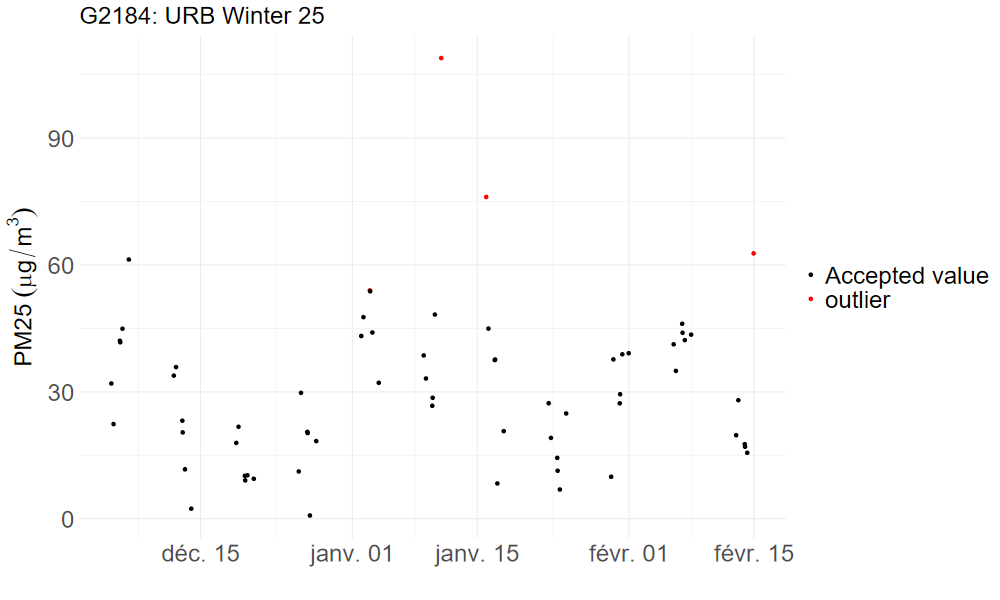 G2184: URB Winter 25
PM25 (μg/m³)
90
60
30
0
déc. 15
janv. 01
janv. 15
févr. 01
févr. 15
Accepted value
outlier